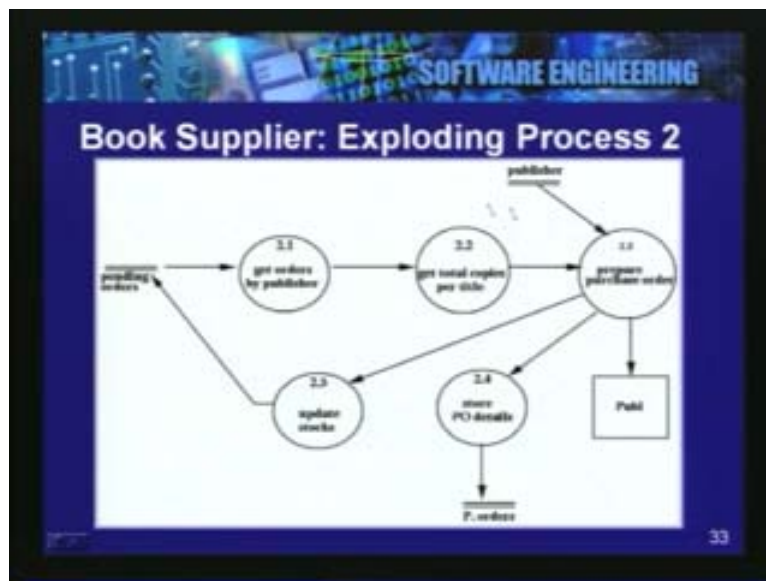 SOFTWARE ENGINEERING
Book Supplier: Exploding Process 2
publisher
2.1
get orders
by publisher
2.2
get total copies
per title
prepare
purchase order
pending
orders
2.5
update
stocks
2.4
store
PO details
Publ
P. orders
33